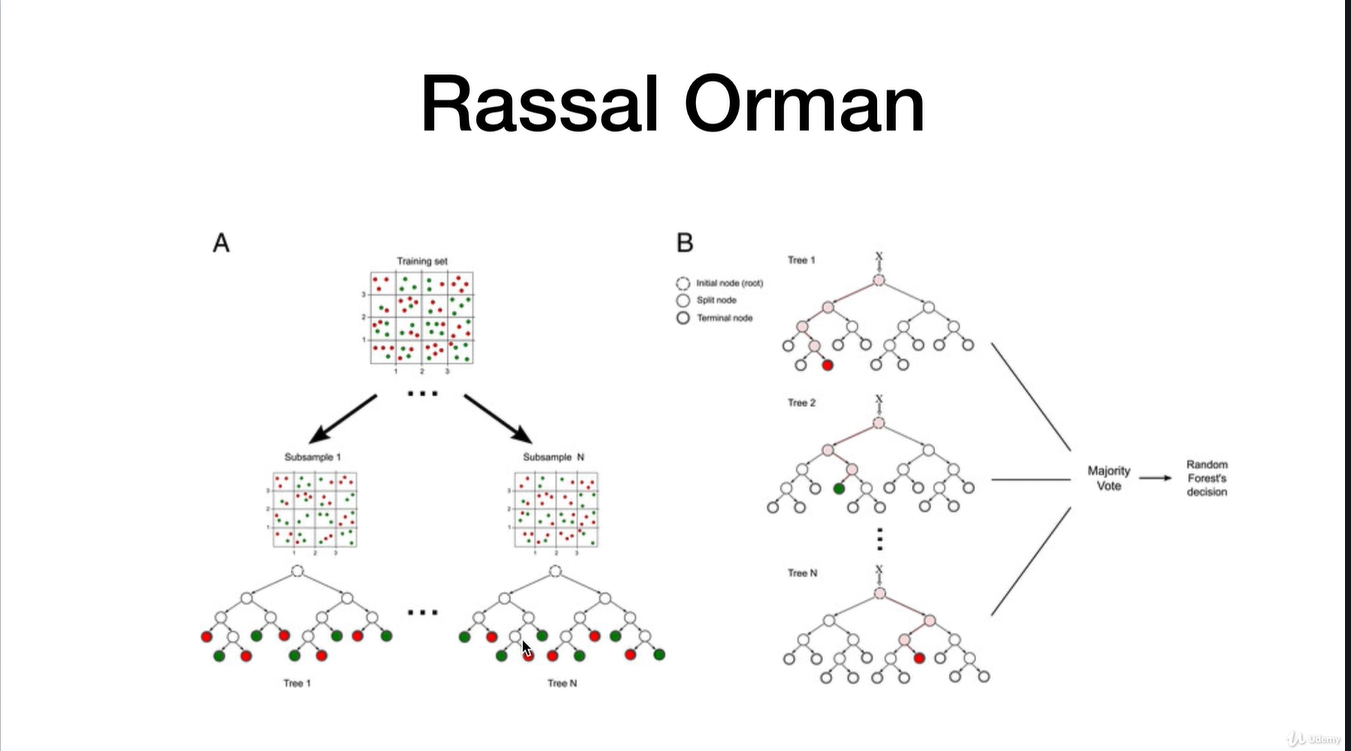 Rassal Orman
A
Training set
3
2
1
1 2 3
Subsample 1
3
2
1
1 2 3
Subsample N
3
2
1
1 2 3
Tree 1
Tree N
B
Initial node (root)
Split node
Terminal node
Tree 1
X
Tree 2
X
Tree N
X
Majority
Vote
Random
Forest's
decision
Udemy